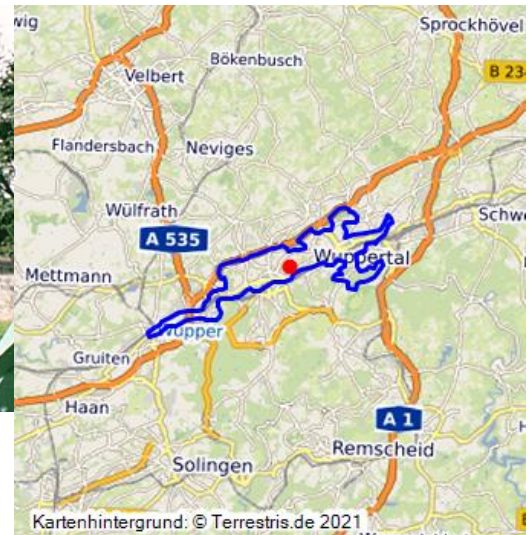 wig
Sprockhövel
Bökenbusch
Velbert
B 23
Flandersbach
Neviges
Wülfrath
Schwe
A 535
Wuppertal
Mettmann
Wupper
Gruiten
Haan
A 1
Remscheid
Solingen
Kartenhintergrund: © Terrestris.de 2021